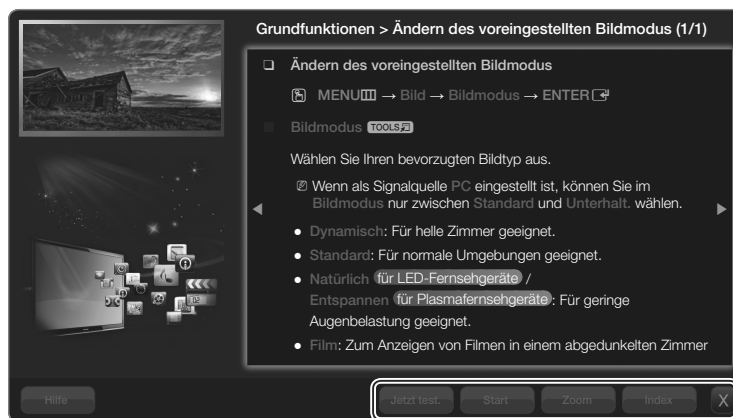 Grundfunktionen > Ändern des voreingestellten Bildmodus (1/1)
❑ Ändern des voreingestellten Bildmodus
MENU → Bild → Bildmodus → ENTER
■ Bildmodus TOOLS
Wählen Sie Ihren bevorzugten Bildtyp aus.
Wenn als Signalquelle PC eingestellt ist, können Sie im
Bildmodus nur zwischen Standard und Unterhalt. wählen.
● Dynamisch: Für helle Zimmer geeignet.
● Standard: Für normale Umgebungen geeignet.
● Natürlich für LED-Fernsehgeräte /
Entspannen für Plasmafernsehgeräte: Für geringe
Augenbelastung geeignet.
● Film: Zum Anzeigen von Filmen in einem abgedunkelten Zimmer
Hilfe Jetzt test. Start Zoom Index X